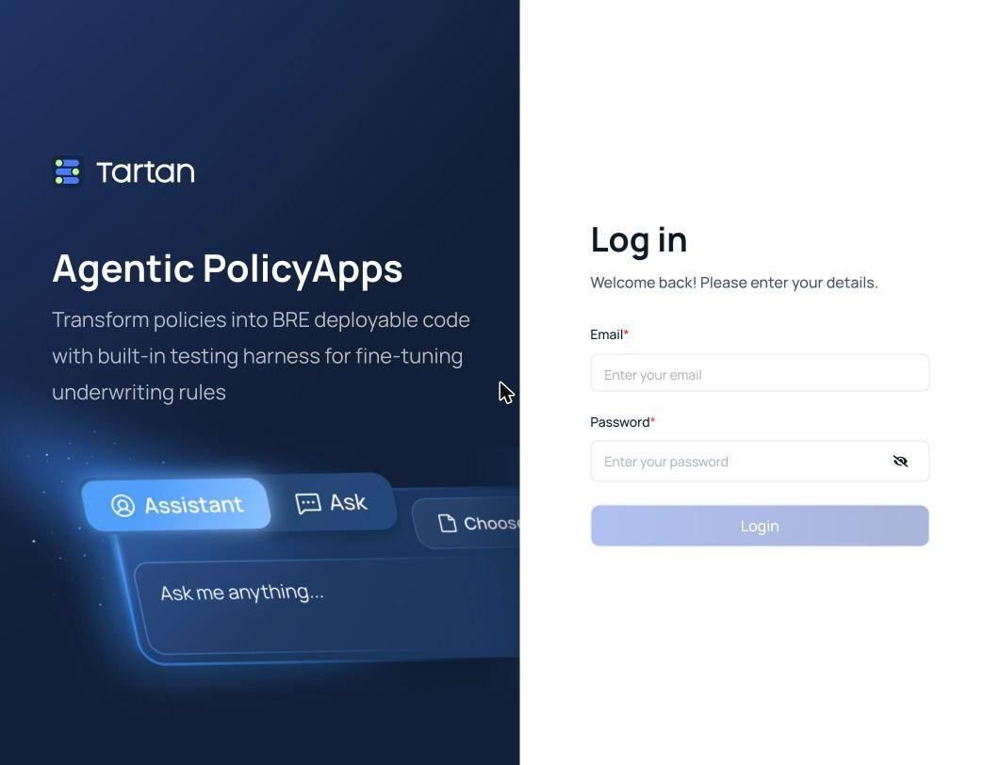 Tartan
Agentic PolicyApps
Transform policies into BRE deployable code
with built-in testing harness for fine-tuning
underwriting rules
Assistant
Ask
Choose
Ask me anything...
Log in
Welcome back! Please enter your details.
Email*
Enter your email
Password*
Enter your password
Login